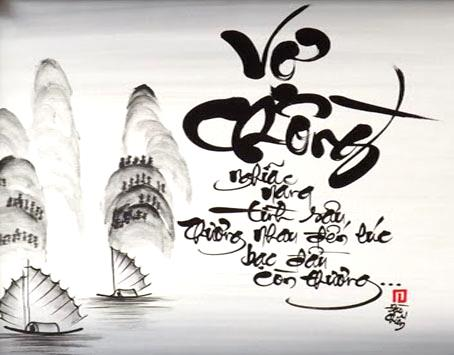 Vợ
Chồng
nghĩa
nặng
tình sâu,
thương nhau đến lúc
bạc đầu
còn thương...